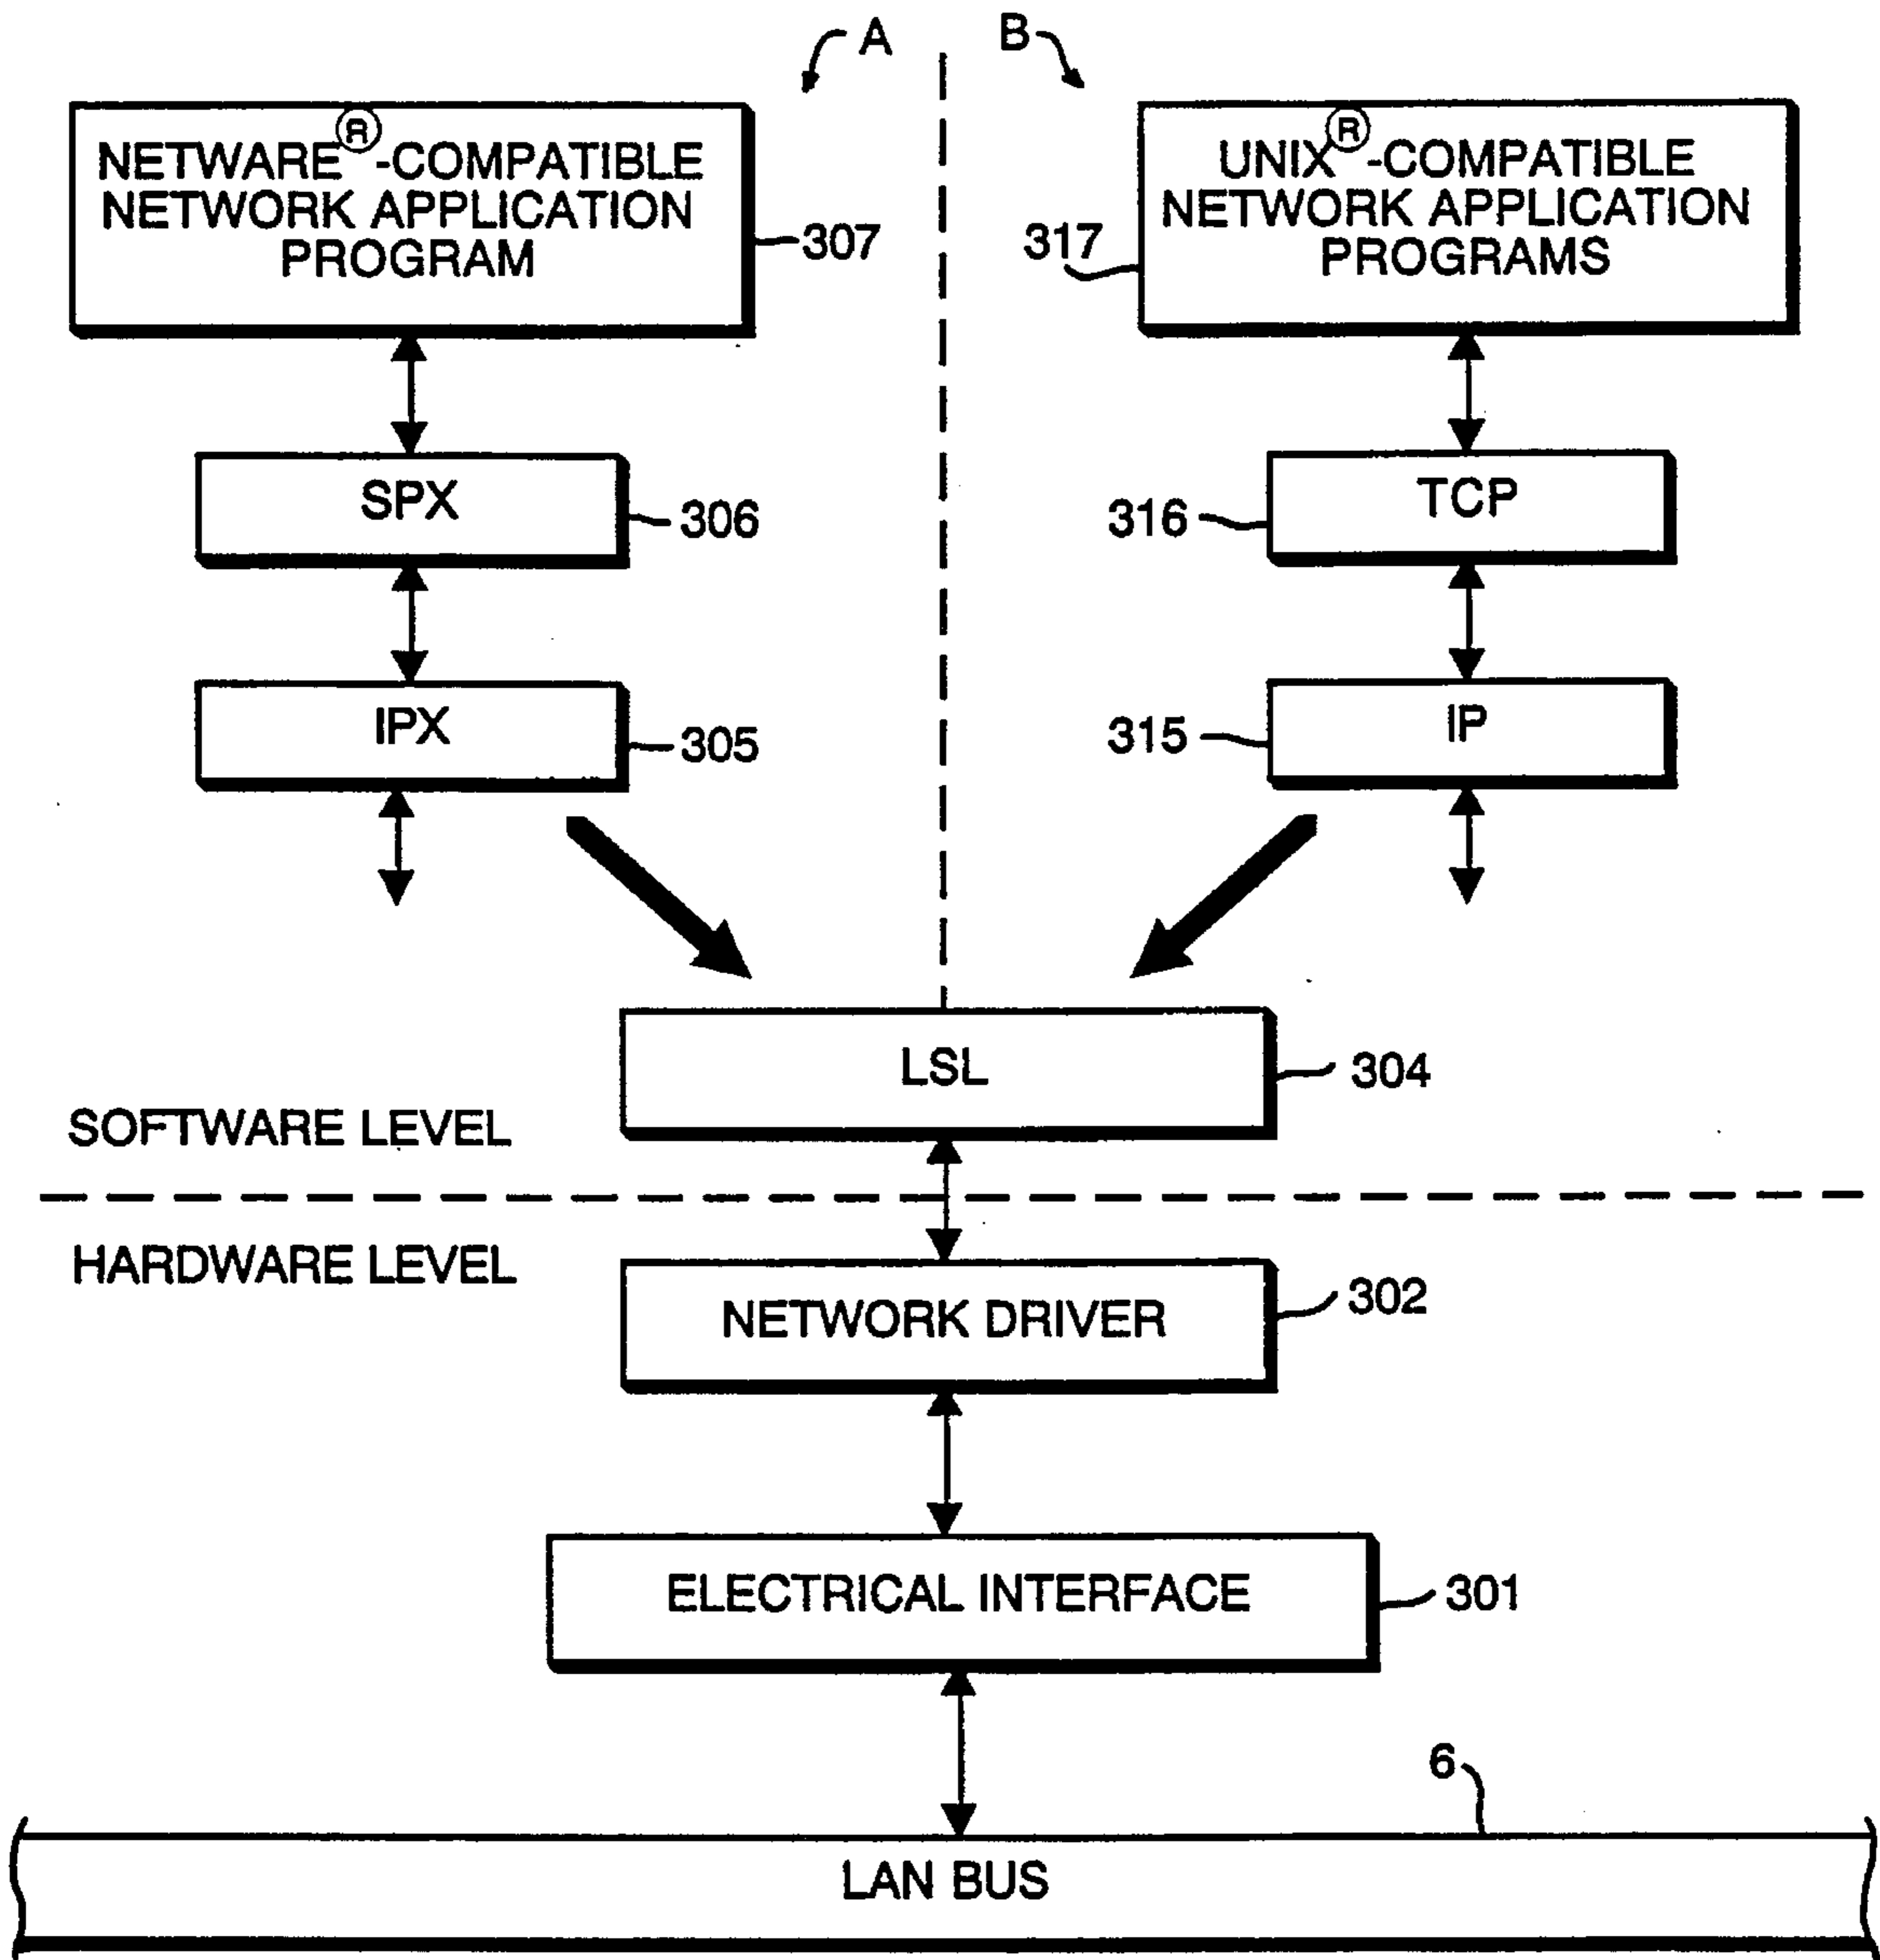 A
B
NETWARE®-COMPATIBLE
NETWORK APPLICATION
PROGRAM
307
UNIX®-COMPATIBLE
NETWORK APPLICATION
PROGRAMS
317
SPX
306
TCP
316
IPX
305
IP
315
LSL
304
SOFTWARE LEVEL
HARDWARE LEVEL
NETWORK DRIVER
302
ELECTRICAL INTERFACE
301
6
LAN BUS